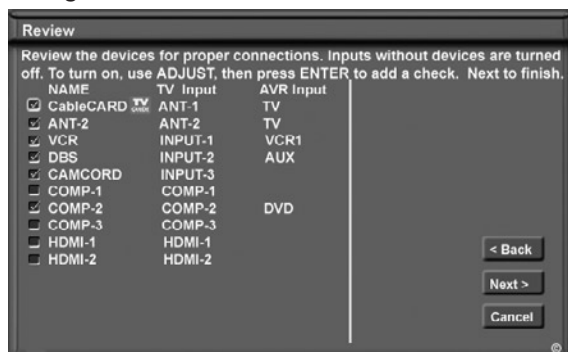 Review
Review the devices for proper connections. Inputs without devices are turned
off. To turn on, use ADJUST, then press ENTER to add a check. Next to finish.
NAME TV Input AVR Input
CableCARD ANT-1 TV
ANT-2 ANT-2 TV
VCR INPUT-1 VCR1
DBS INPUT-2 AUX
CAMCORD INPUT-3
COMP-1 COMP-1
COMP-2 COMP-2 DVD
COMP-3 COMP-3
HDMI-1 HDMI-1
HDMI-2 HDMI-2
< Back
Next >
Cancel
©